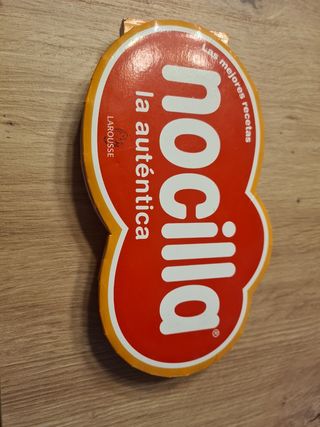 Las mejores recetas
nocilla®
la auténtica
LAROUSSE